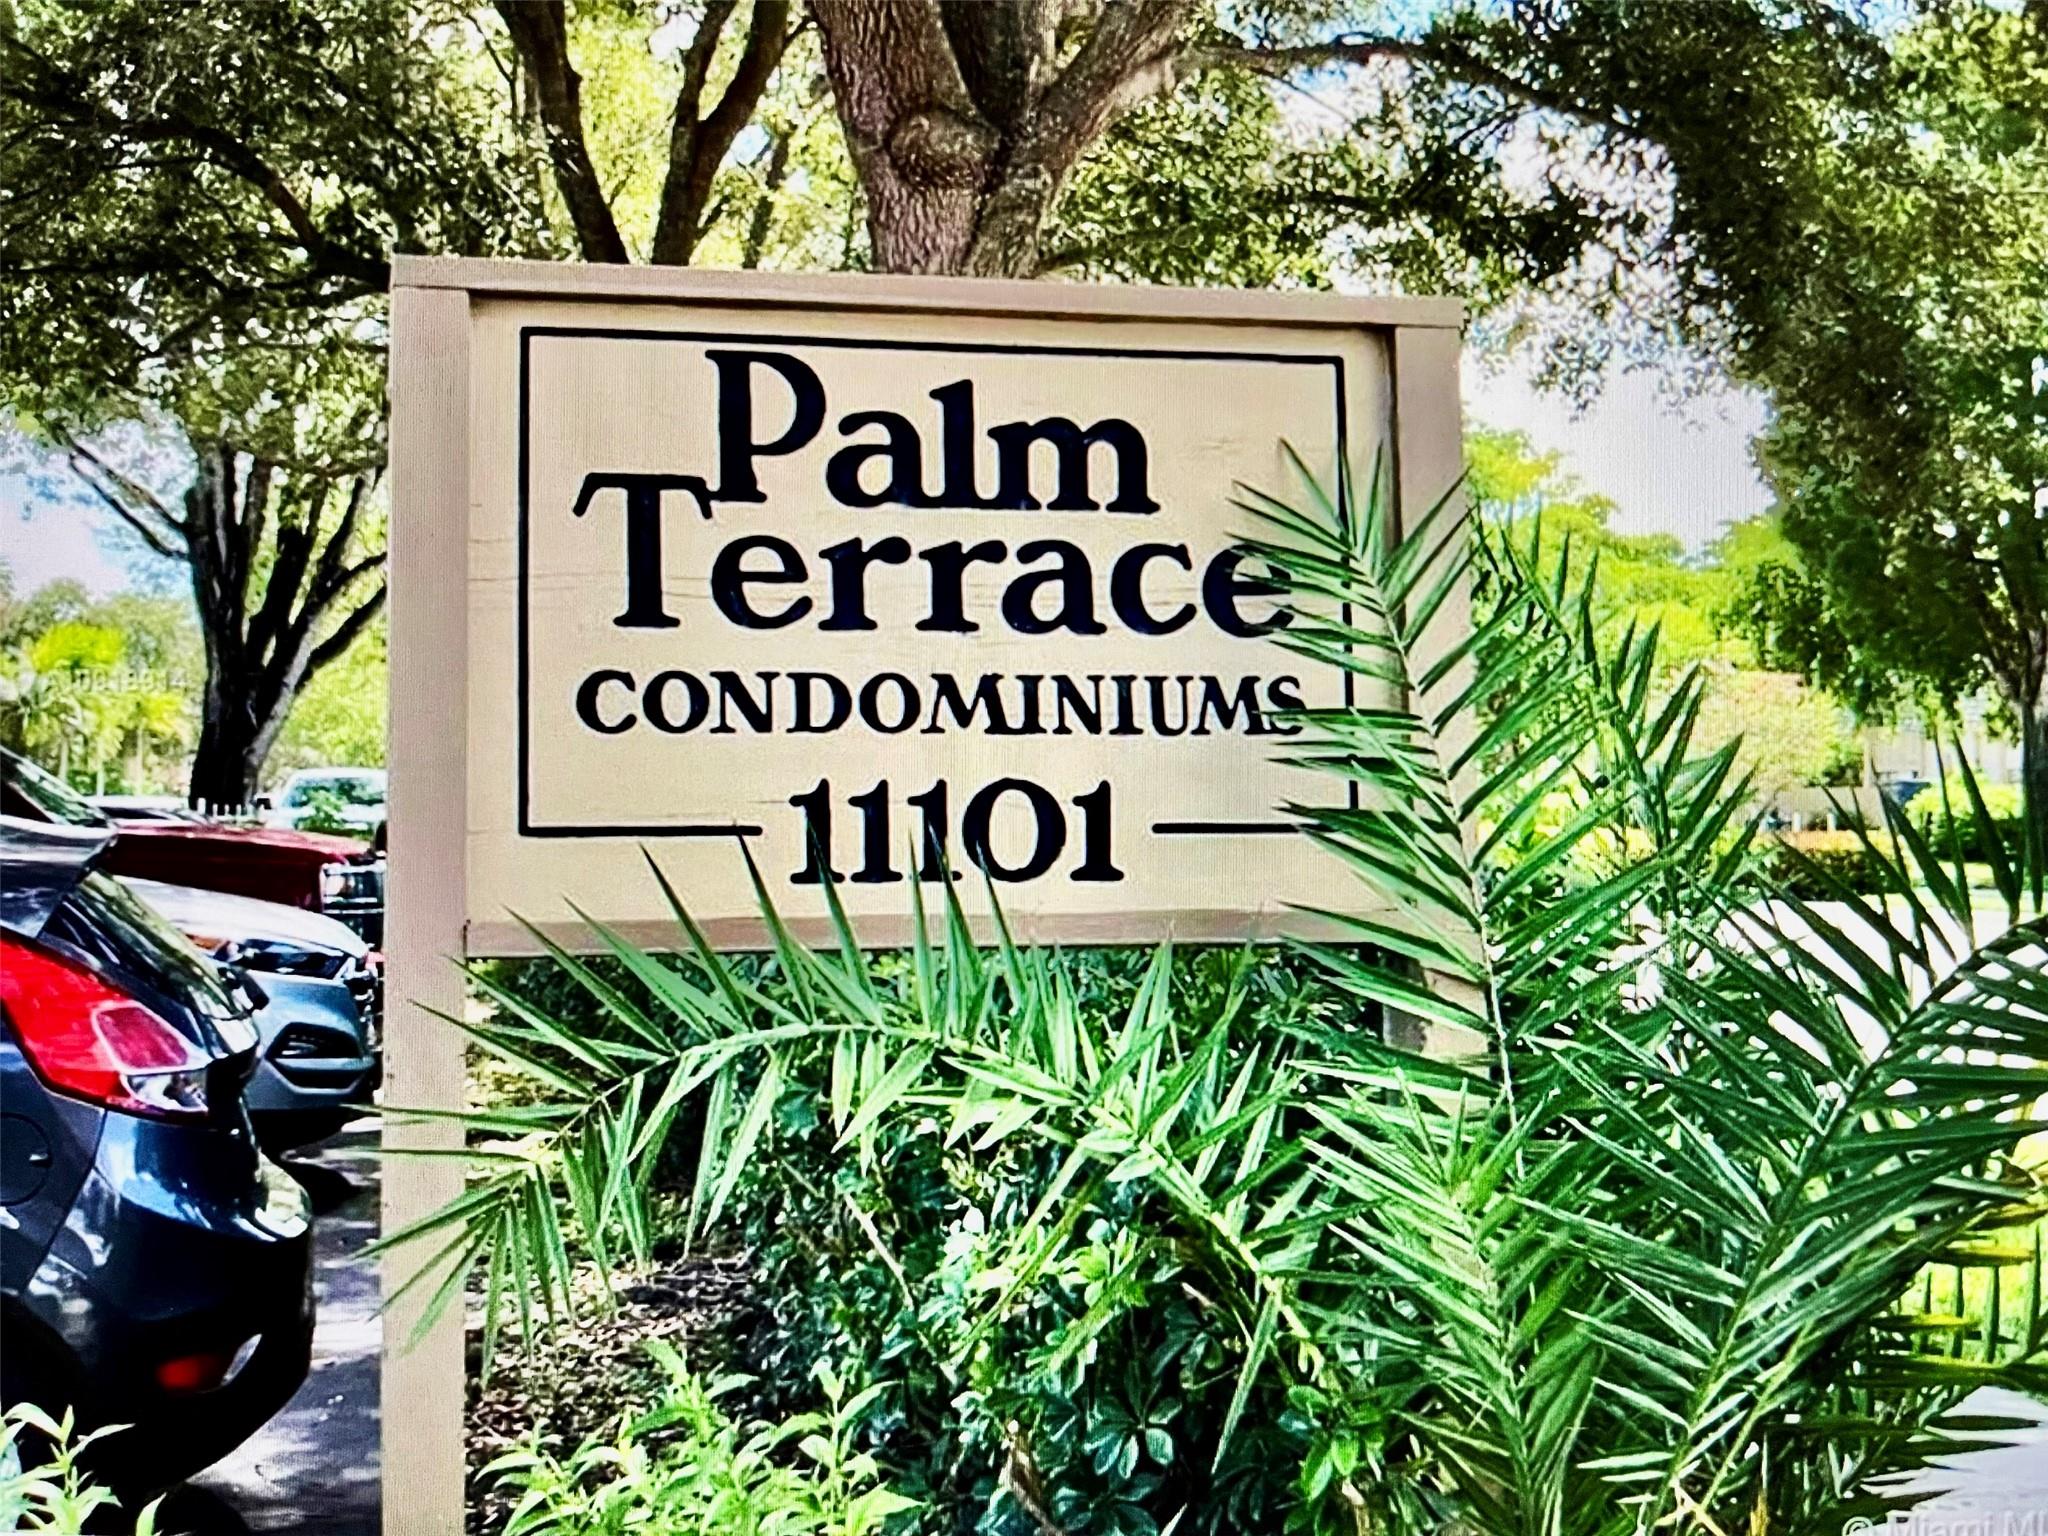 Palm
Terrace
CONDOMINIUMS
11101